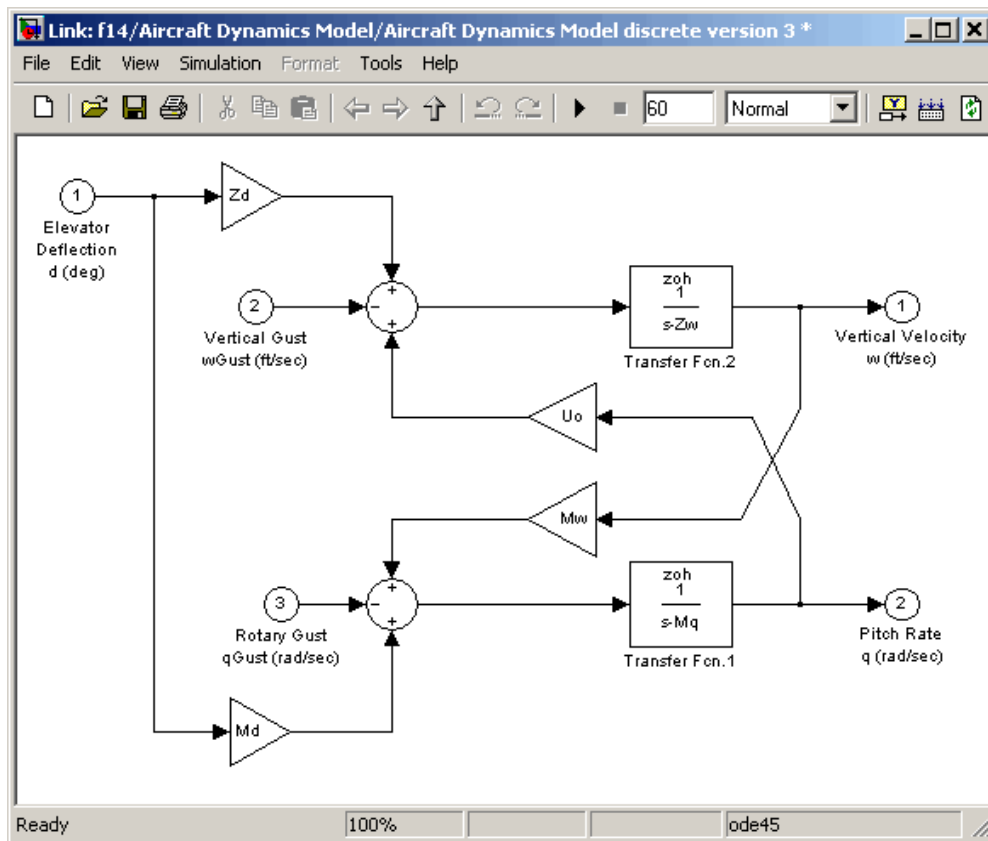 Link: f14/Aircraft Dynamics Model/Aircraft Dynamics Model discrete version 3 *
File Edit View Simulation Format Tools Help
60 Normal
1
Elevator
Deflection
d (deg)
Zd
2
Vertical Gust
wGust (ft/sec)
+
-
+
zoh
1
s-Zw
Transfer Fcn.2
1
Vertical Velocity
w (ft/sec)
Uo
Mw
3
Rotary Gust
qGust (rad/sec)
+
-
+
zoh
1
s-Mq
Transfer Fcn.1
2
Pitch Rate
q (rad/sec)
Md
Ready 100% ode45